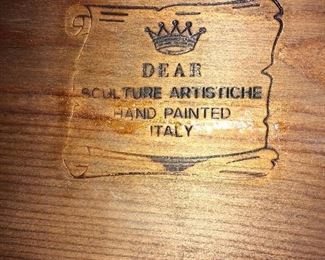 DEAR
SCULTURE ARTISTICHE
HAND PAINTED
ITALY